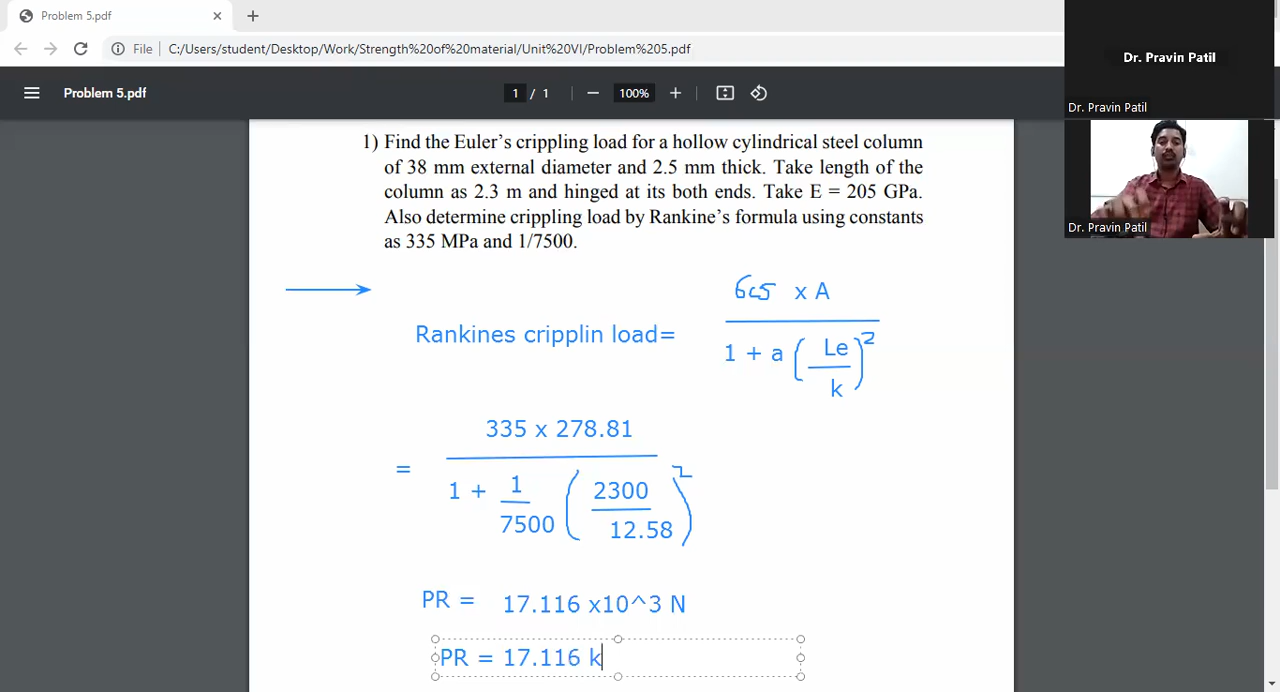 Problem 5.pdf
File C:/Users/student/Desktop/Work/Strength%20of%20material/Unit%20VI/Problem%205.pdf
Dr. Pravin Patil
Dr. Pravin Patil
Dr. Pravin Patil
Problem 5.pdf
1 / 1
100%
1) Find the Euler's crippling load for a hollow cylindrical steel column
of 38 mm external diameter and 2.5 mm thick. Take length of the
column as 2.3 m and hinged at its both ends. Take E = 205 GPa.
Also determine crippling load by Rankine's formula using constants
as 335 MPa and 1/7500.
x A
Rankines cripplin load=
1 + a ( Le
k )2
335 x 278.81
=
1 + 1
7500
( 2300
12.58 )2
PR = 17.116 x10^3 N
PR = 17.116 k